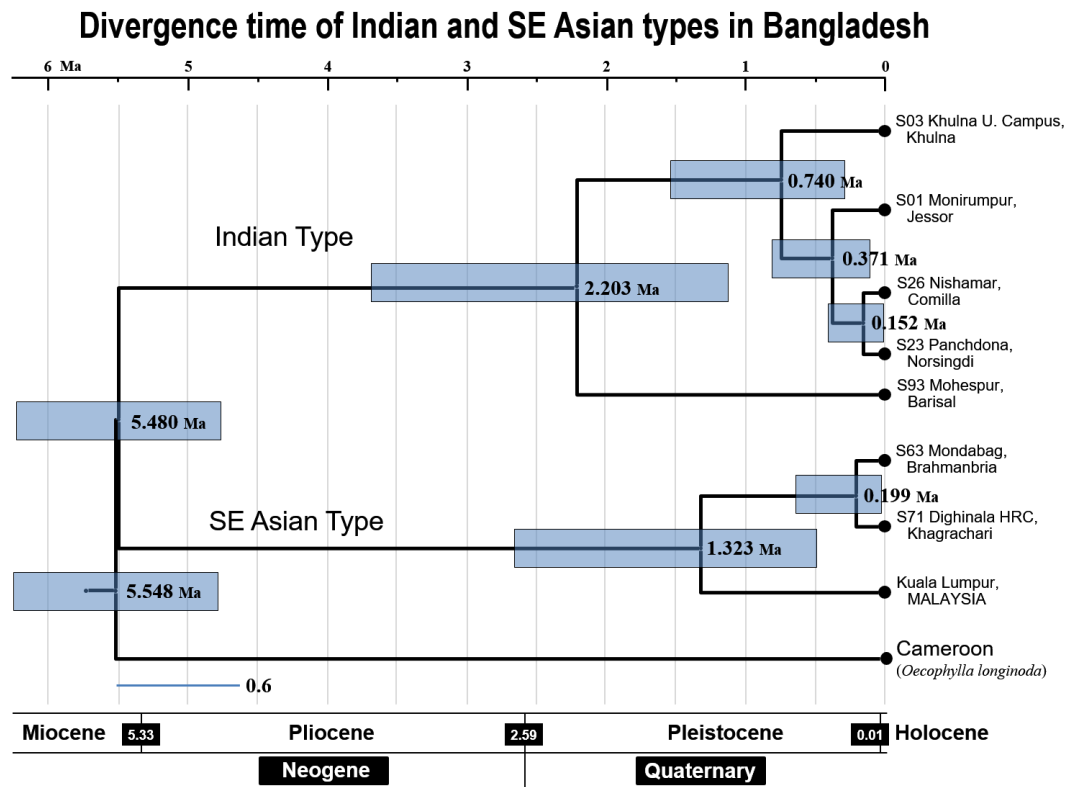 Divergence time of Indian and SE Asian types in Bangladesh
6 Ma 5 4 3 2 1 0
S03 Khulna U. Campus,
Khulna
0.740 Ma
S01 Monirumpur,
Jessor
Indian Type
0.371 Ma
2.203 Ma
S26 Nishamar,
Comilla
0.152 Ma
S23 Panchdona,
Norsingdi
S93 Mohespur,
Barisal
5.480 Ma
S63 Mondabag,
Brahmanbria
0.199 Ma
SE Asian Type
S71 Dighinala HRC,
Khagrachari
1.323 Ma
5.548 Ma
Kuala Lumpur,
MALAYSIA
Cameroon
(Oecophylla longinoda)
0.6
Miocene 5.33 Pliocene 2.59 Pleistocene 0.01 Holocene
Neogene Quaternary